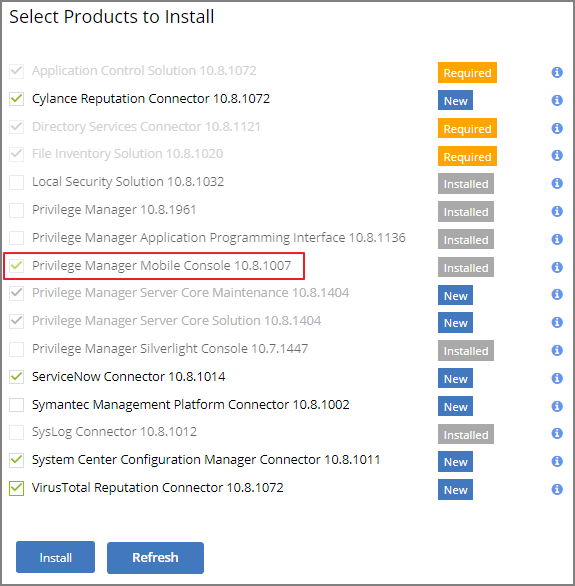 Select Products to Install
Application Control Solution 10.8.1072 Required
Cylance Reputation Connector 10.8.1072 New
Directory Services Connector 10.8.1121 Required
File Inventory Solution 10.8.1020 Required
Local Security Solution 10.8.1032 Installed
Privilege Manager 10.8.1961 Installed
Privilege Manager Application Programming Interface 10.8.1136 Installed
Privilege Manager Mobile Console 10.8.1007 Installed
Privilege Manager Server Core Maintenance 10.8.1404 New
Privilege Manager Server Core Solution 10.8.1404 New
Privilege Manager Silverlight Console 10.7.1447 Installed
ServiceNow Connector 10.8.1014 New
Symantec Management Platform Connector 10.8.1002 New
SysLog Connector 10.8.1012 Installed
System Center Configuration Manager Connector 10.8.1011 New
VirusTotal Reputation Connector 10.8.1072 New
Install Refresh